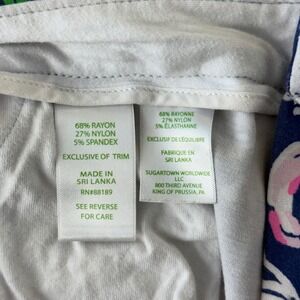 68% RAYON
27% NYLON
5% SPANDEX
EXCLUSIVE OF TRIM
MADE IN
SRI LANKA
RN#88189
SEE REVERSE
FOR CARE
68% RAYONNE
27% NYLON
5% ÉLASTHANNE
EXCLUSIF DE L'ÉQUILIBRE
FABRIQUE EN
SRI LANKA
SUGARTOWN WORLDWIDE
LLC
800 THIRD AVENUE
KING OF PRUSSIA, PA